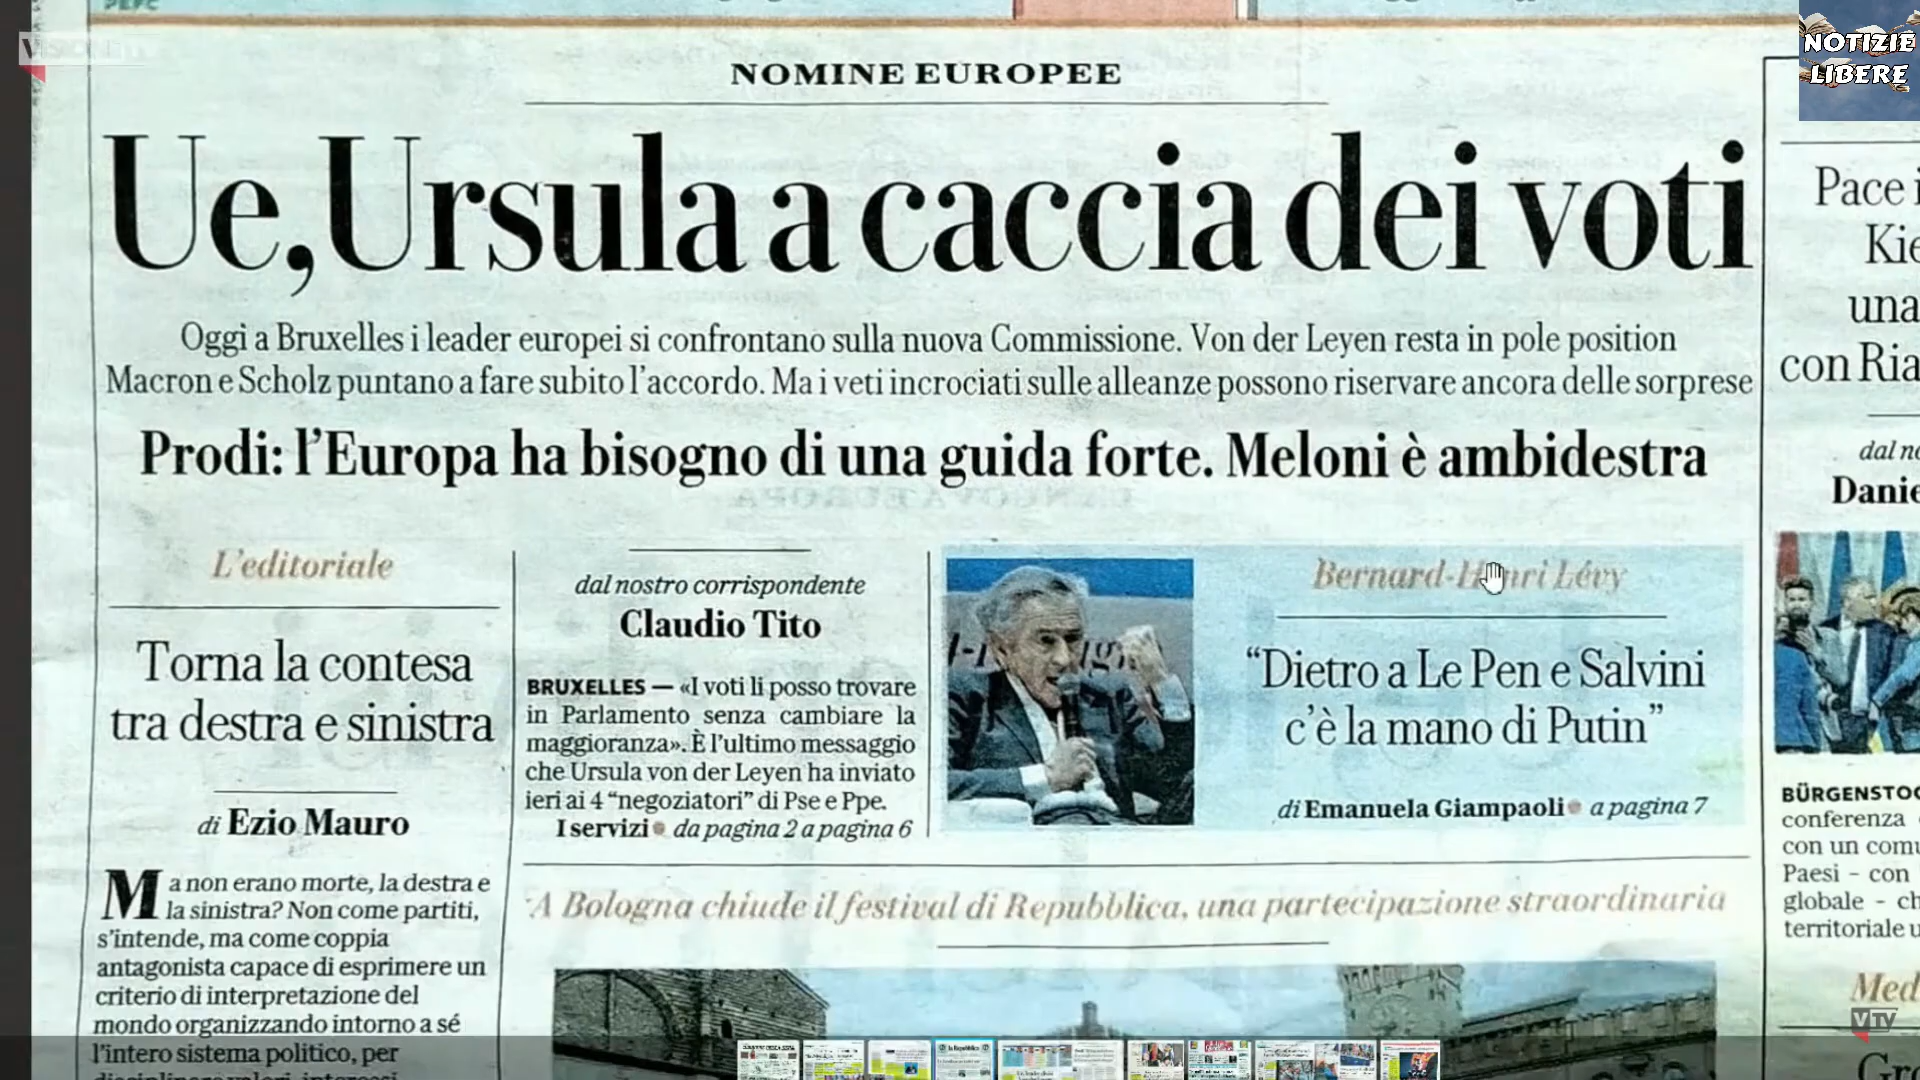 NOTIZIE
LIBERE
NOMINE EUROPEE
Ue, Ursula a caccia dei voti
Oggi a Bruxelles i leader europei si confrontano sulla nuova Commissione. Von der Leyen resta in pole position
Macron e Scholz puntano a fare subito l'accordo. Ma i veti incrociati sulle alleanze possono riservare ancora delle sorprese
Prodi: l'Europa ha bisogno di una guida forte. Meloni è ambidestra
L'editoriale
Torna la contesa
tra destra e sinistra
di Ezio Mauro
Ma non erano morte, la destra e
la sinistra? Non come partiti,
s'intende, ma come coppia
antagonista capace di esprimere un
criterio di interpretazione del
mondo organizzando intorno a sé
l'intero sistema politico, per
dal nostro corrispondente
Claudio Tito
BRUXELLES — «I voti li posso trovare
in Parlamento senza cambiare la
maggioranza». È l'ultimo messaggio
che Ursula von der Leyen ha inviato
ieri ai 4 “negoziatori” di Pse e Ppe.
I servizi • da pagina 2 a pagina 6
Bernard-Henri Lévy
“Dietro a Le Pen e Salvini
c'è la mano di Putin”
di Emanuela Giampaoli • a pagina 7
A Bologna chiude il festival di Repubblica, una partecipazione straordinaria
Pace
una
con
dal
conferenza
con un
Paesi – con
globale –
territoriale
VTV